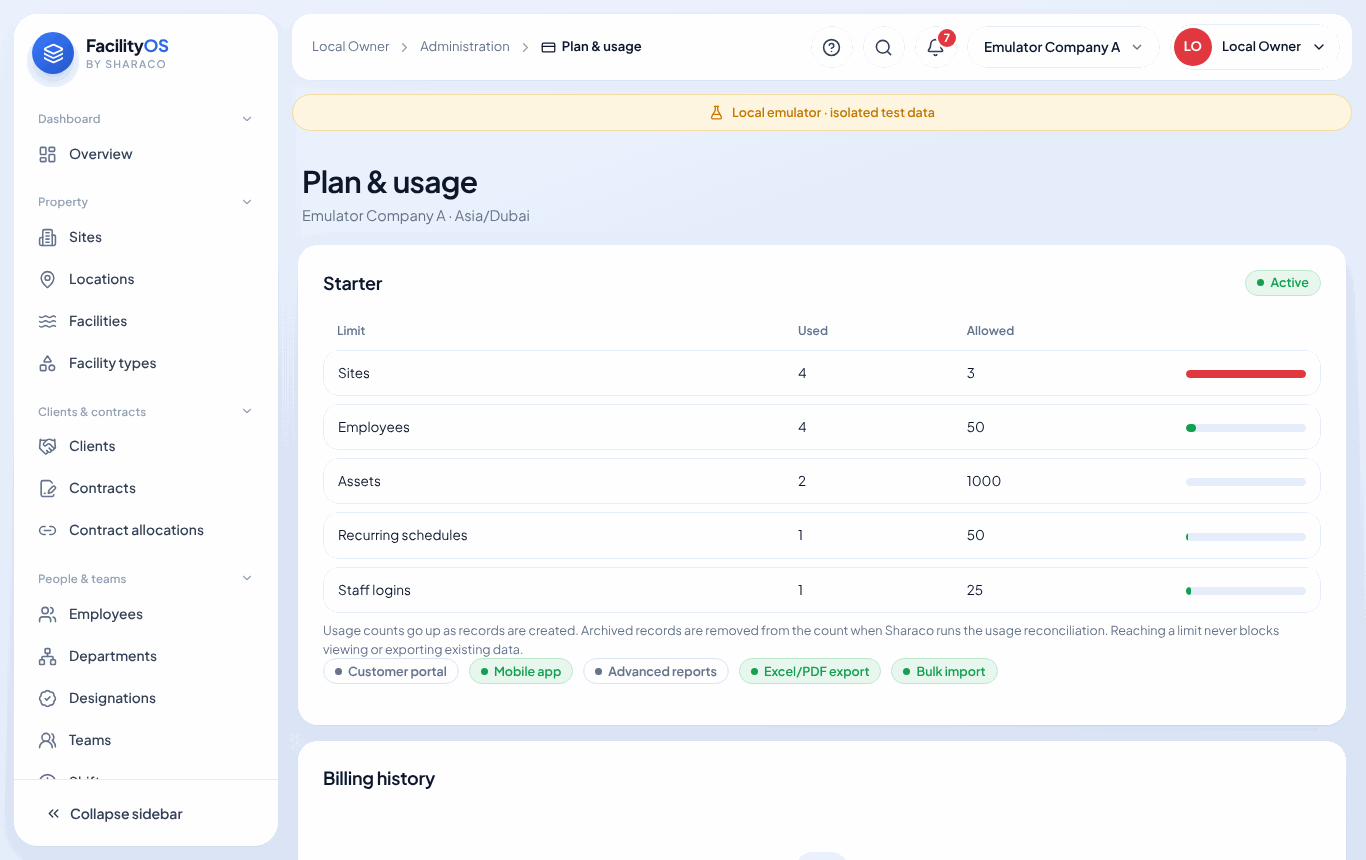 FacilityOS
BY SHARACO
Dashboard
Overview
Property
Sites
Locations
Facilities
Facility types
Clients & contracts
Clients
Contracts
Contract allocations
People & teams
Employees
Departments
Designations
Teams
Collapse sidebar
Local Owner
Administration
Plan & usage
7
Emulator Company A
LO
Local Owner
Local emulator · isolated test data
Plan & usage
Emulator Company A · Asia/Dubai
Starter
Active
Limit Used Allowed
Sites 4 3
Employees 4 50
Assets 2 1000
Recurring schedules 1 50
Staff logins 1 25
Usage counts go up as records are created. Archived records are removed from the count when Sharaco runs the usage reconciliation. Reaching a limit never blocks
viewing or exporting existing data.
Customer portal Mobile app Advanced reports Excel/PDF export Bulk import
Billing history